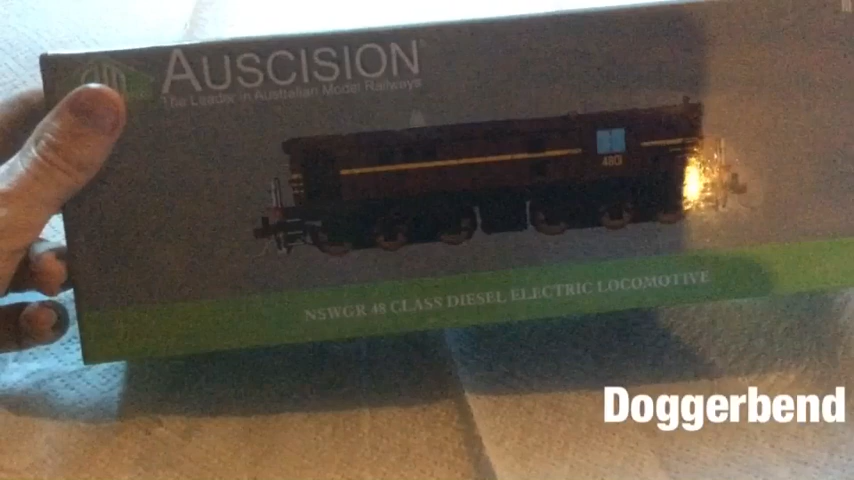 AUSCISION
The Leader in Australian Model Railways
4801
NSWGR 48 CLASS DIESEL ELECTRIC LOCOMOTIVE
Doggerbend